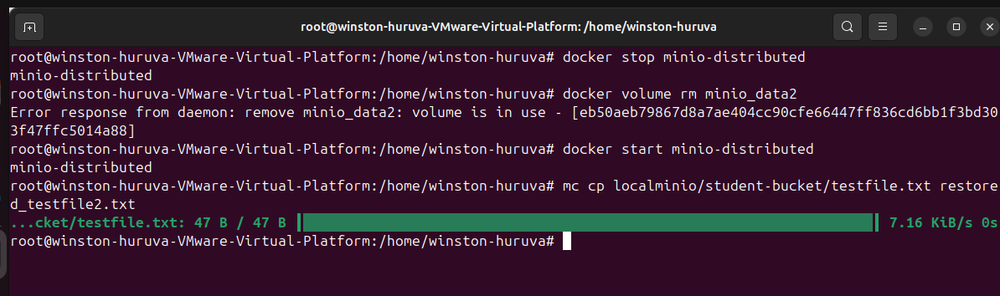 root@winston-huruva-VMware-Virtual-Platform: /home/winston-huruva
root@winston-huruva-VMware-Virtual-Platform:/home/winston-huruva# docker stop minio-distributed
minio-distributed
root@winston-huruva-VMware-Virtual-Platform:/home/winston-huruva# docker volume rm minio_data2
Error response from daemon: remove minio_data2: volume is in use - [eb50aeb79867d8a7ae404cc90cfe66447ff836cd6bb1f3bd30
3f47ffc5014a88]
root@winston-huruva-VMware-Virtual-Platform:/home/winston-huruva# docker start minio-distributed
minio-distributed
root@winston-huruva-VMware-Virtual-Platform:/home/winston-huruva# mc cp localminio/student-bucket/testfile.txt restore
d_testfile2.txt
...cket/testfile.txt: 47 B / 47 B 7.16 KiB/s 0s
root@winston-huruva-VMware-Virtual-Platform:/home/winston-huruva#